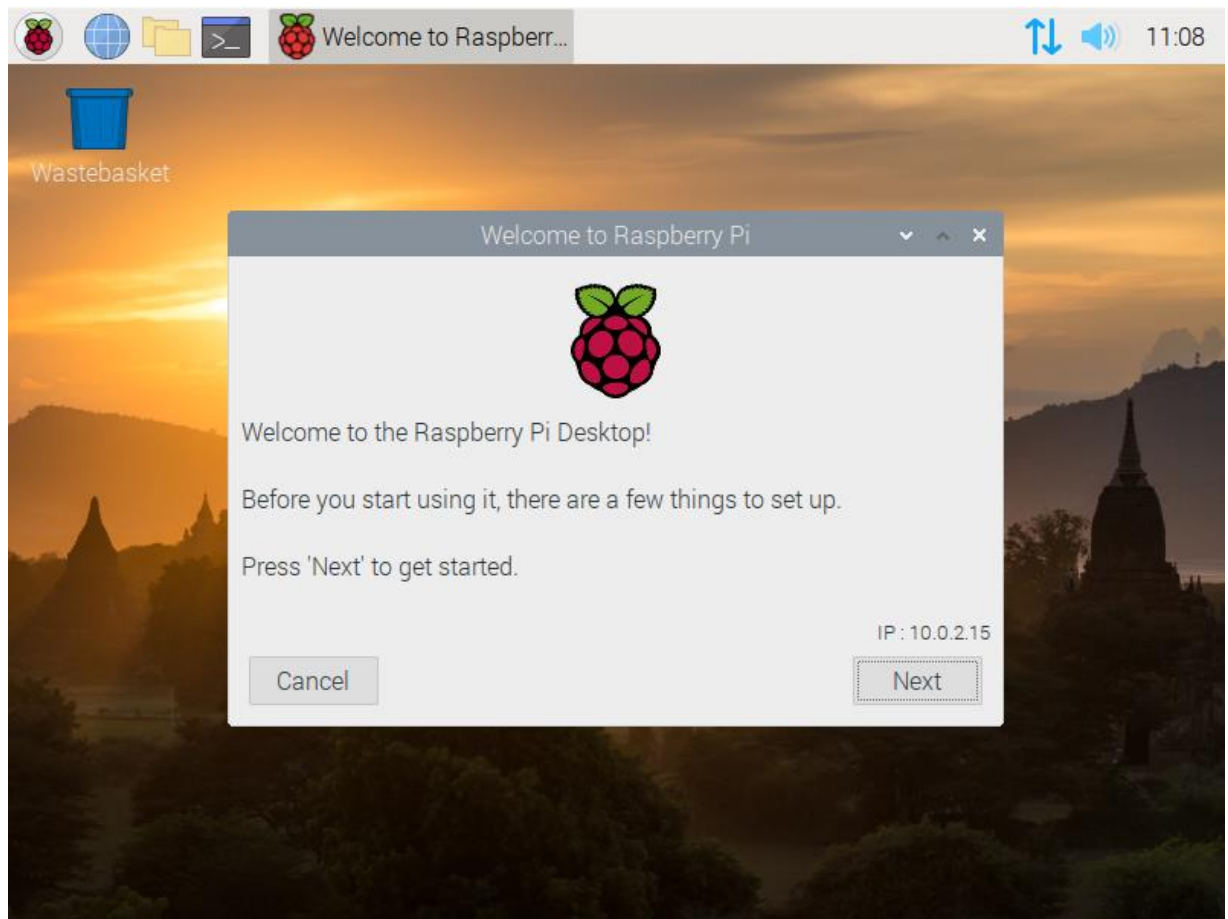 >_
Welcome to Raspberr...
11:08
Wastebasket
Welcome to Raspberry Pi
Welcome to the Raspberry Pi Desktop!
Before you start using it, there are a few things to set up.
Press 'Next' to get started.
IP : 10.0.2.15
Cancel
Next